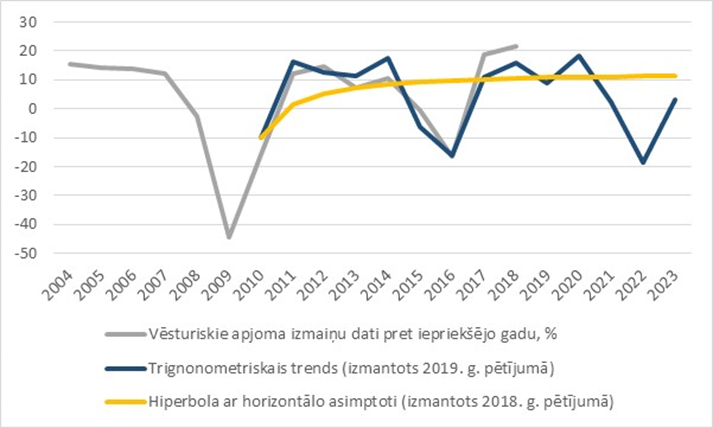 30
20
10
0
-10
-20
-30
-40
-50
2004 2005 2006 2007 2008 2009 2010 2011 2012 2013 2014 2015 2016 2017 2018 2019 2020 2021 2022 2023
Vēsturiskie apjoma izmaiņu dati pret iepriekšējo gadu, %
Trignonometriskais trends (izmantots 2019. g. pētījumā)
Hiperbola ar horizontālo asimptoti (izmantots 2018. g. pētījumā)